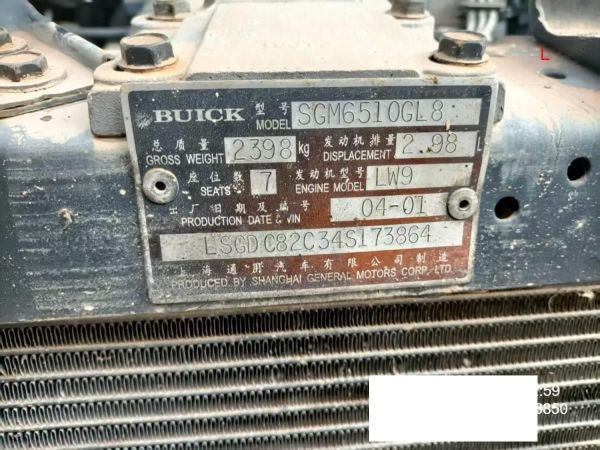 L
BUICK 型号 MODEL SGM6510GL8
总质量 GROSS WEIGHT 2398 kg 发动机排量 DISPLACEMENT 2.98 L
座位数 SEATS 7 发动机型号 ENGINE MODEL LW9
出厂日期及编号 PRODUCTION DATE & VIN 04-01
LSGDC82C34S173864
上海通用汽车有限公司制造
PRODUCED BY SHANGHAI GENERAL MOTORS CORP. LTD.
:59
8850